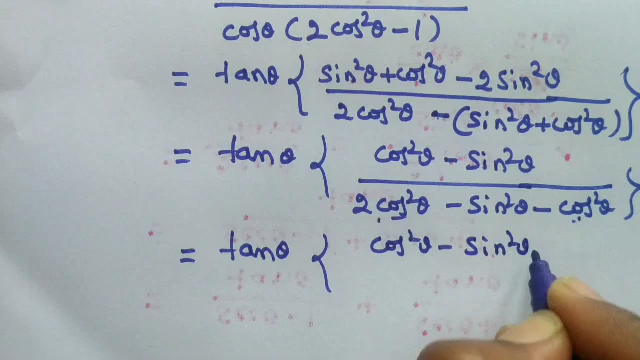 cosθ (2cos²θ - 1)
= tanθ { sin²θ + cos²θ - 2sin²θ
2cos²θ - (sin²θ + cos²θ) }
= tanθ { cos²θ - sin²θ
2cos²θ - sin²θ - cos²θ }
= tanθ { cos²θ - sin²θ